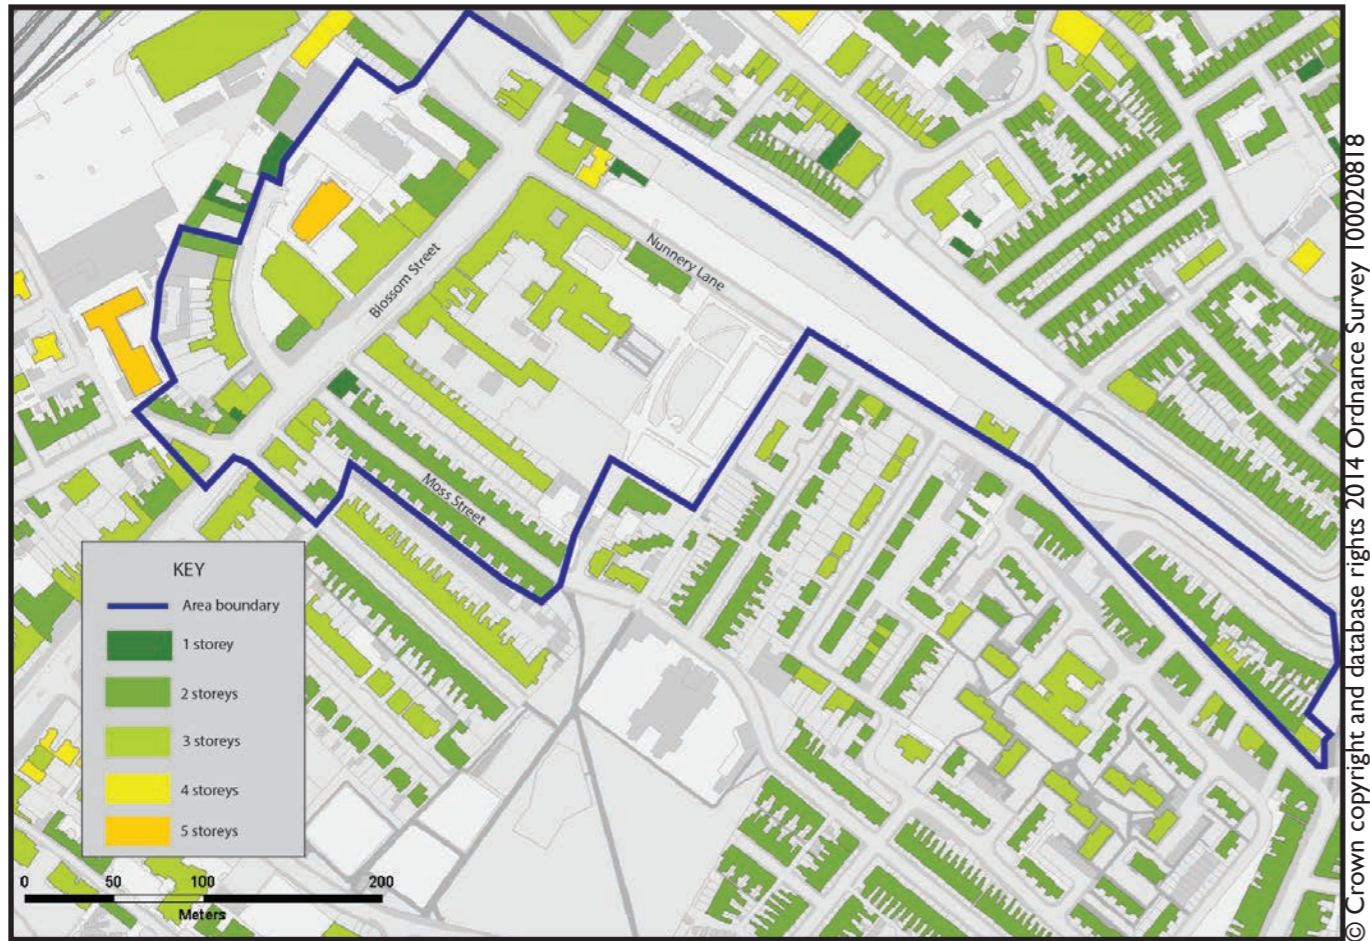 Nunnery Lane
Blossom Street
Moss Street
KEY
Area boundary
1 storey
2 storeys
3 storeys
4 storeys
5 storeys
0 50 100 200
Meters
© Crown copyright and database rights 2014 Ordnance Survey 100020818